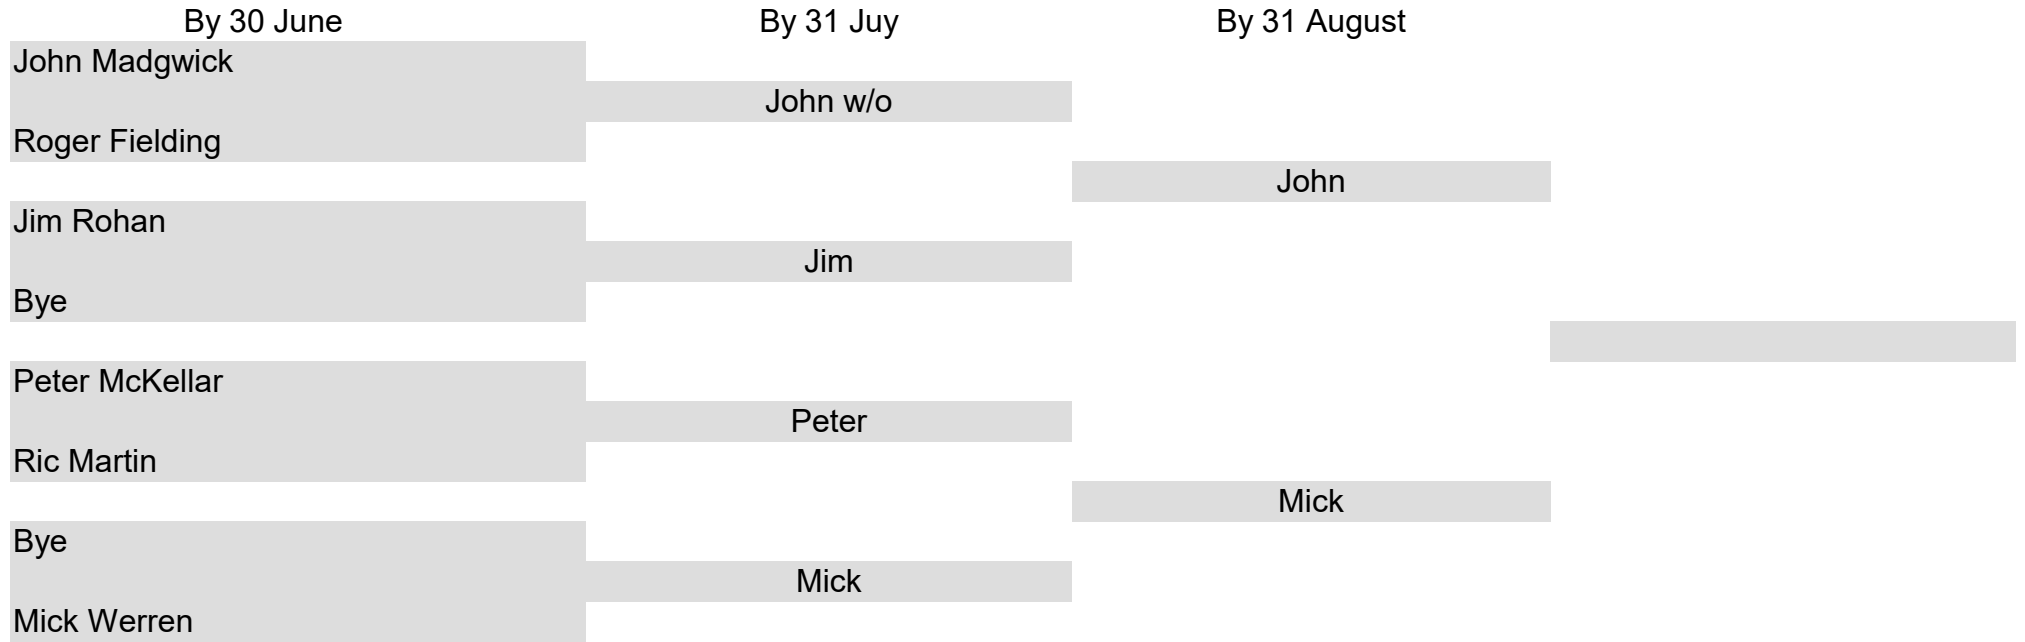 By 30 June By 31 Juy By 31 August
John Madgwick
John w/o
Roger Fielding
John
Jim Rohan
Jim
Bye
Peter McKellar
Peter
Ric Martin
Mick
Bye
Mick
Mick Werren